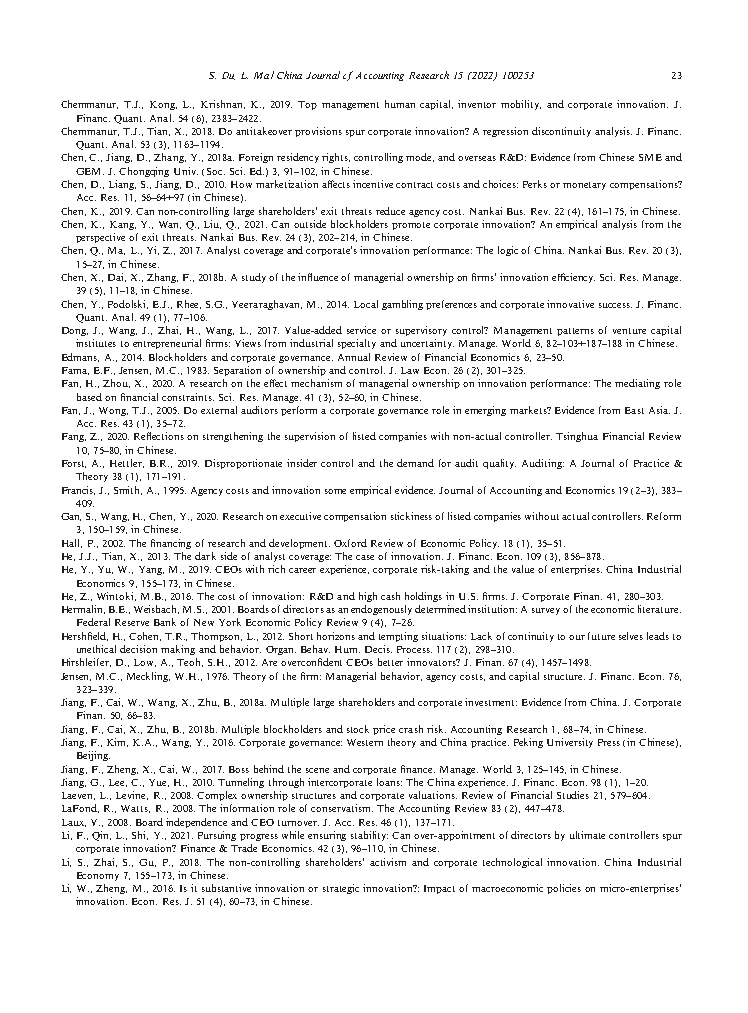 S. Du, L. Ma / China Journal of Accounting Research 15 (2022) 100253 23
Chemmanur, T.J., Kong, L., Krishnan, K., 2019. Top management human capital, inventor mobility, and corporate innovation. J.
Financ. Quant. Anal. 54 (6), 2383–2422.
Chemmanur, T.J., Tian, X., 2018. Do antitakeover provisions spur corporate innovation? A regression discontinuity analysis. J. Financ.
Quant. Anal. 53 (3), 1163–1194.
Chen, C., Jiang, D., Zhang, Y., 2018a. Foreign residency rights, controlling mode, and overseas R&D: Evidence from Chinese SME and
GEM. J. Chongqing Univ. (Soc. Sci. Ed.) 3, 91–102, in Chinese.
Chen, D., Liang, S., Jiang, D., 2010. How marketization affects incentive contract costs and choices: Perks or monetary compensations?
Acc. Res. 11, 56–64+97 (in Chinese).
Chen, K., 2019. Can non-controlling large shareholders' exit threats reduce agency cost. Nankai Bus. Rev. 22 (4), 161–175, in Chinese.
Chen, K., Kang, Y., Wan, Q., Liu, Q., 2021. Can outside blockholders promote corporate innovation? An empirical analysis from the
perspective of exit threats. Nankai Bus. Rev. 24 (3), 202–214, in Chinese.
Chen, Q., Ma, L., Yi, Z., 2017. Analyst coverage and corporate's innovation performance: The logic of China. Nankai Bus. Rev. 20 (3),
15–27, in Chinese.
Chen, X., Dai, X., Zhang, F., 2018b. A study of the influence of managerial ownership on firms' innovation efficiency. Sci. Res. Manage.
39 (5), 11–18, in Chinese.
Chen, Y., Podolski, E.J., Rhee, S.G., Veeraraghavan, M., 2014. Local gambling preferences and corporate innovative success. J. Financ.
Quant. Anal. 49 (1), 77–106.
Dong, J., Wang, J., Zhai, H., Wang, L., 2017. Value-added service or supervisory control? Management patterns of venture capital
institutes to entrepreneurial firms: Views from industrial specialty and uncertainty. Manage. World 6, 82–103+187–188 in Chinese.
Edmans, A., 2014. Blockholders and corporate governance. Annual Review of Financial Economics 6, 23–50.
Fama, E.F., Jensen, M.C., 1983. Separation of ownership and control. J. Law Econ. 26 (2), 301–325.
Fan, H., Zhou, X., 2020. A research on the effect mechanism of managerial ownership on innovation performance: The mediating role
based on financial constraints. Sci. Res. Manage. 41 (3), 52–60, in Chinese.
Fan, J., Wong, T.J., 2005. Do external auditors perform a corporate governance role in emerging markets? Evidence from East Asia. J.
Acc. Res. 43 (1), 35–72.
Fang, Z., 2020. Reflections on strengthening the supervision of listed companies with non-actual controller. Tsinghua Financial Review
10, 75–80, in Chinese.
Forst, A., Hettler, B.R., 2019. Disproportionate insider control and the demand for audit quality. Auditing: A Journal of Practice &
Theory 38 (1), 171–191.
Francis, J., Smith, A., 1995. Agency costs and innovation some empirical evidence. Journal of Accounting and Economics 19 (2–3), 383–
409.
Gan, S., Wang, H., Chen, Y., 2020. Research on executive compensation stickiness of listed companies without actual controllers. Reform
3, 150–159, in Chinese.
Hall, P., 2002. The financing of research and development. Oxford Review of Economic Policy. 18 (1), 35–51.
He, J.J., Tian, X., 2013. The dark side of analyst coverage: The case of innovation. J. Financ. Econ. 109 (3), 856–878.
He, Y., Yu, W., Yang, M., 2019. CEOs with rich career experience, corporate risk-taking and the value of enterprises. China Industrial
Economics 9, 155–173, in Chinese.
He, Z., Wintoki, M.B., 2016. The cost of innovation: R&D and high cash holdings in U.S. firms. J. Corporate Finan. 41, 280–303.
Hermalin, B.E., Weisbach, M.S., 2001. Boards of directors as an endogenously determined institution: A survey of the economic literature.
Federal Reserve Bank of New York Economic Policy Review 9 (4), 7–26.
Hershfield, H., Cohen, T.R., Thompson, L., 2012. Short horizons and tempting situations: Lack of continuity to our future selves leads to
unethical decision making and behavior. Organ. Behav. Hum. Decis. Process. 117 (2), 298–310.
Hirshleifer, D., Low, A., Teoh, S.H., 2012. Are overconfident CEOs better innovators? J. Finan. 67 (4), 1457–1498.
Jensen, M.C., Meckling, W.H., 1976. Theory of the firm: Managerial behavior, agency costs, and capital structure. J. Financ. Econ. 76,
323–339.
Jiang, F., Cai, W., Wang, X., Zhu, B., 2018a. Multiple large shareholders and corporate investment: Evidence from China. J. Corporate
Finan. 50, 66–83.
Jiang, F., Cai, X., Zhu, B., 2018b. Multiple blockholders and stock price crash risk. Accounting Research 1, 68–74, in Chinese.
Jiang, F., Kim, K.A., Wang, Y., 2016. Corporate governance: Western theory and China practice. Peking University Press (in Chinese),
Beijing.
Jiang, F., Zheng, X., Cai, W., 2017. Boss behind the scene and corporate finance. Manage. World 3, 125–145, in Chinese.
Jiang, G., Lee, C., Yue, H., 2010. Tunneling through intercorporate loans: The China experience. J. Financ. Econ. 98 (1), 1–20.
Laeven, L., Levine, R., 2008. Complex ownership structures and corporate valuations. Review of Financial Studies 21, 579–604.
LaFond, R., Watts, R., 2008. The information role of conservatism. The Accounting Review 83 (2), 447–478.
Laux, V., 2008. Board independence and CEO turnover. J. Acc. Res. 46 (1), 137–171.
Li, F., Qin, L., Shi, Y., 2021. Pursuing progress while ensuring stability: Can over-appointment of directors by ultimate controllers spur
corporate innovation? Finance & Trade Economics. 42 (3), 96–110, in Chinese.
Li, S., Zhai, S., Gu, P., 2018. The non-controlling shareholders' activism and corporate technological innovation. China Industrial
Economy 7, 155–173, in Chinese.
Li, W., Zheng, M., 2016. Is it substantive innovation or strategic innovation?: Impact of macroeconomic policies on micro-enterprises'
innovation. Econ. Res. J. 51 (4), 60–73, in Chinese.